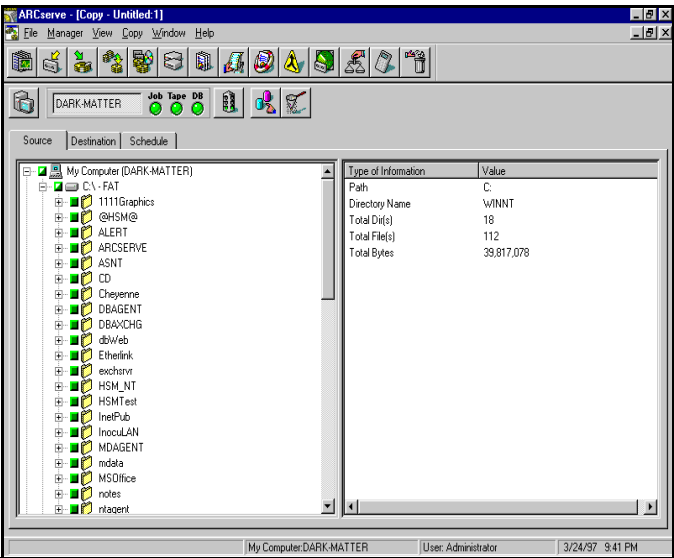 ARCserve - [Copy - Untitled:1]
File Manager View Copy Window Help
DARK-MATTER
Job Tape DB
Source Destination Schedule
My Computer (DARK-MATTER)
C:\ - FAT
1111Graphics
@HSM@
ALERT
ARCSERVE
ASNT
CD
Cheyenne
DBAGENT
DBAXCHG
dbWeb
Etherlink
exchsrvr
HSM_NT
HSMTest
InetPub
InocuLAN
MDAGENT
mdata
MSOffice
notes
ntagent
Type of Information Value
Path C:
Directory Name WINNT
Total Dir(s) 18
Total File(s) 112
Total Bytes 39,817,078
My Computer:DARK-MATTER User: Administrator 3/24/97 9:41 PM